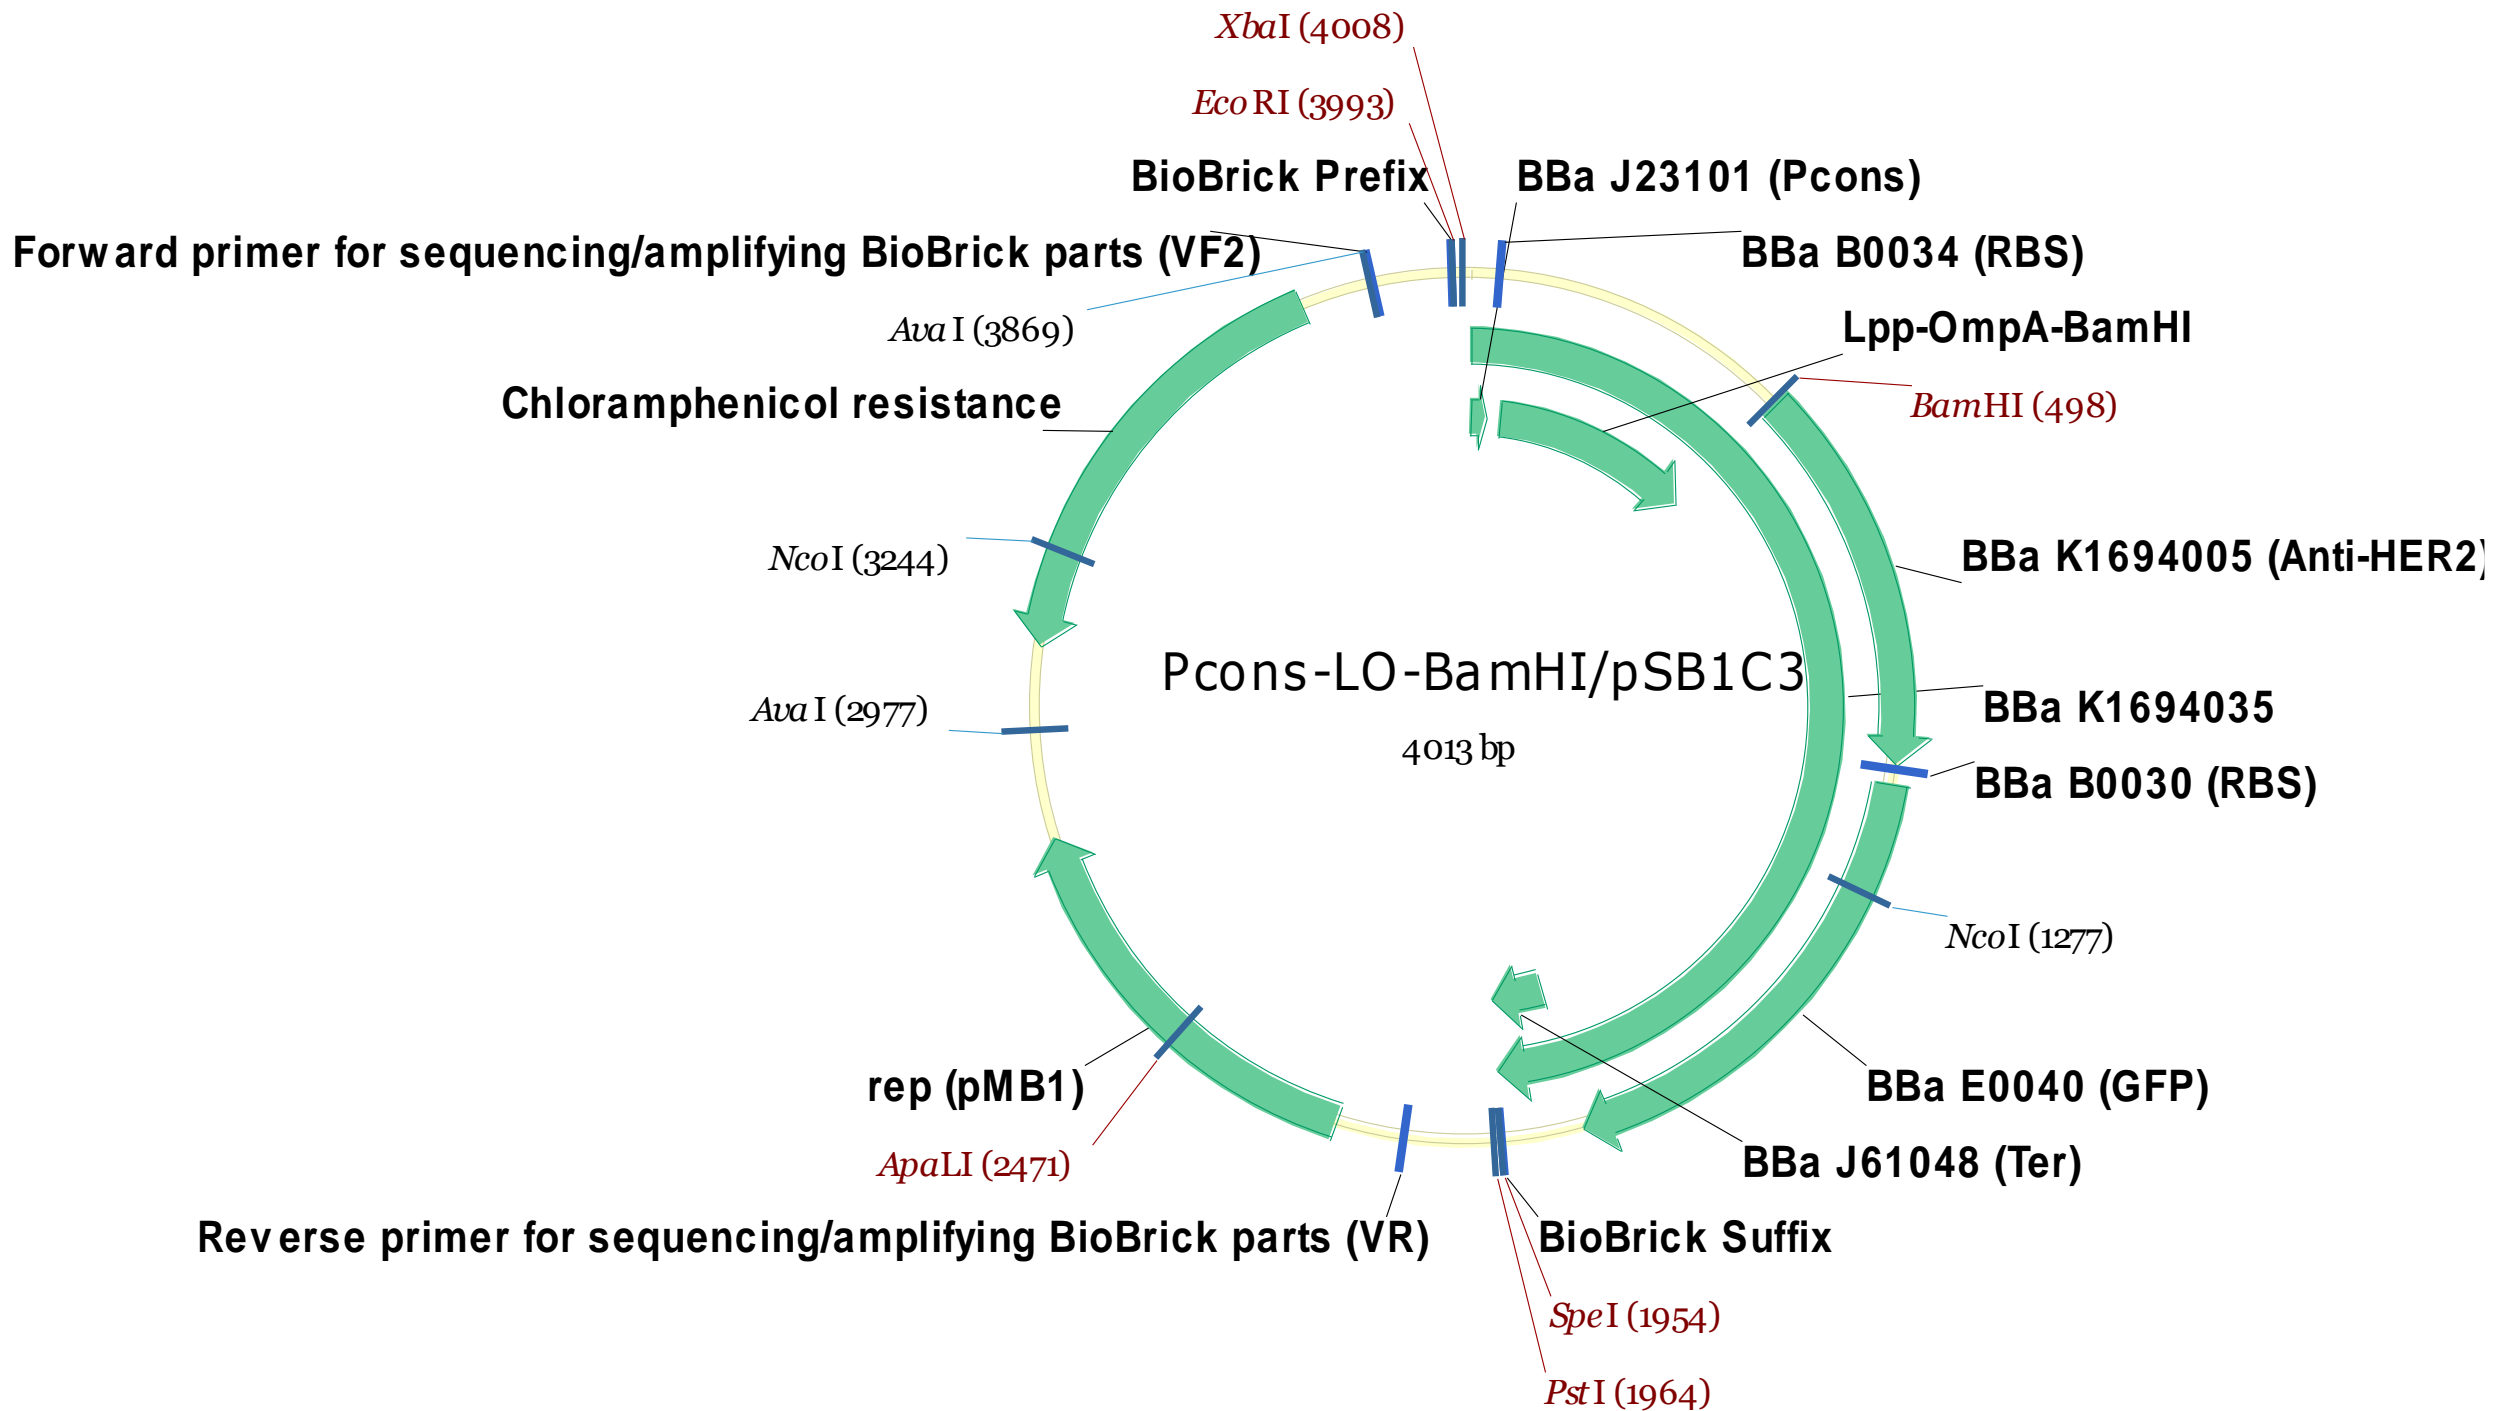 XbaI (4008)
EcoRI (3993)
BioBrick Prefix
BBa J23101 (Pcons)
Forward primer for sequencing/amplifying BioBrick parts (VF2)
BBa B0034 (RBS)
AvaI (3869)
Lpp-OmpA-BamHI
Chloramphenicol resistance
BamHI (498)
NcoI (3244)
BBa K1694005 (Anti-HER2)
Pcons-LO-BamHI/pSB1C3
AvaI (2977)
BBa K1694035
4013 bp
BBa B0030 (RBS)
NcoI (1277)
rep (pMB1)
BBa E0040 (GFP)
ApaLI (2471)
BBa J61048 (Ter)
Reverse primer for sequencing/amplifying BioBrick parts (VR)
BioBrick Suffix
SpeI (1954)
PstI (1964)